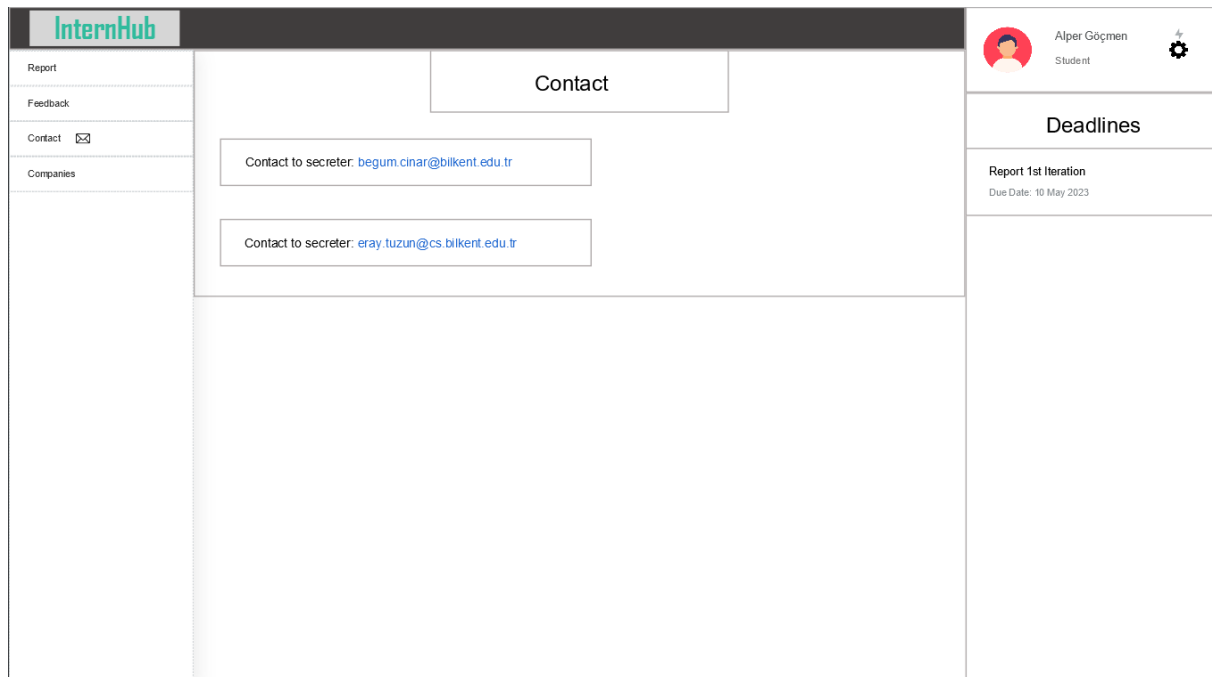 InternHub
Report
Feedback
Contact
Companies
Contact
Contact to secreter: begum.cinar@bilkent.edu.tr
Contact to secreter: eray.tuzun@cs.bilkent.edu.tr
Alper Göçmen
Student
Deadlines
Report 1st Iteration
Due Date: 10 May 2023